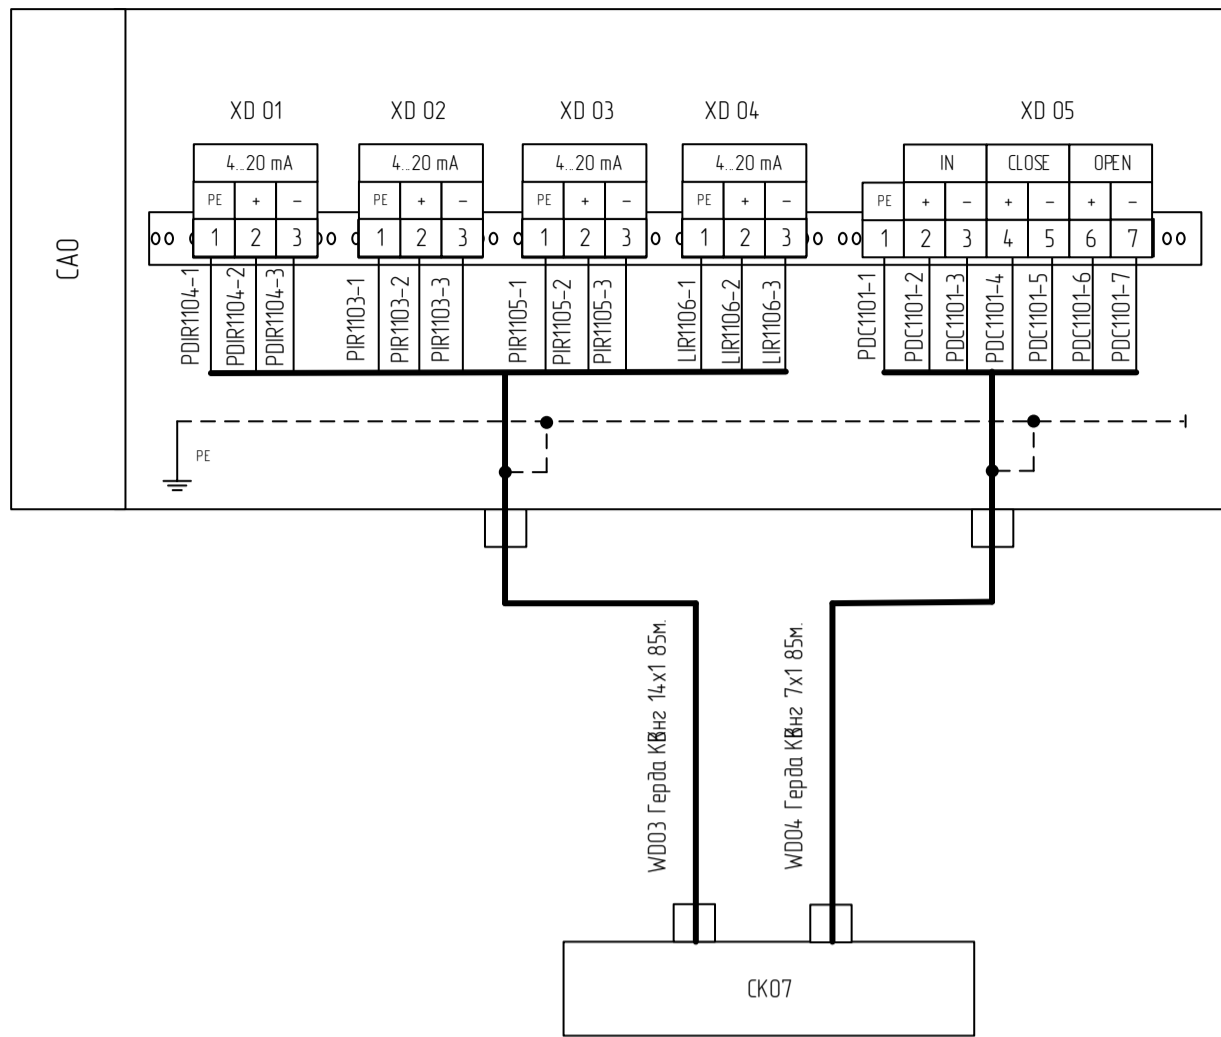 САО
XD 01
XD 02
XD 03
XD 04
XD 05
4...20 mA
4...20 mA
4...20 mA
4...20 mA
IN
CLOSE
OPEN
PE + -
PE + -
PE + -
PE + -
PE + - + - + -
1 2 3
1 2 3
1 2 3
1 2 3
1 2 3 4 5 6 7
PDIR1104-1
PDIR1104-2
PDIR1104-3
PIR1103-1
PIR1103-2
PIR1103-3
PIR1105-1
PIR1105-2
PIR1105-3
LIR1106-1
LIR1106-2
LIR1106-3
PDC1101-1
PDC1101-2
PDC1101-3
PDC1101-4
PDC1101-5
PDC1101-6
PDC1101-7
PE
WD03 Герда КВнг 14х1 85м.
WD04 Герда КВнг 7х1 85м.
СК07